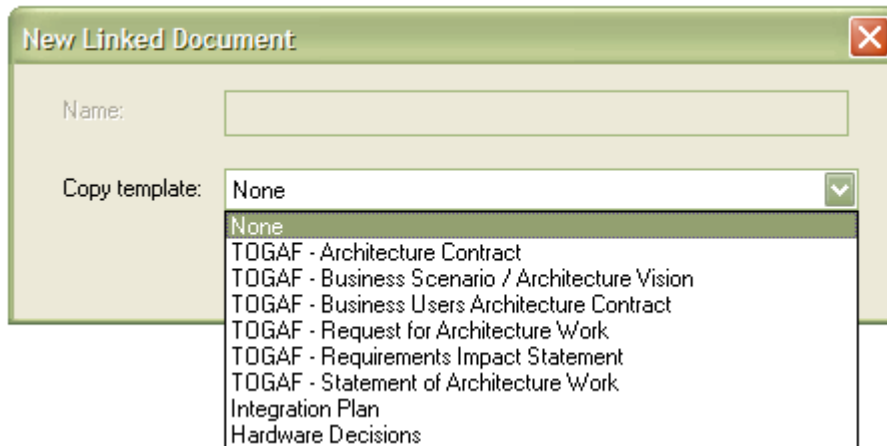 New Linked Document
Name:
Copy template: None
None
TOGAF - Architecture Contract
TOGAF - Business Scenario / Architecture Vision
TOGAF - Business Users Architecture Contract
TOGAF - Request for Architecture Work
TOGAF - Requirements Impact Statement
TOGAF - Statement of Architecture Work
Integration Plan
Hardware Decisions